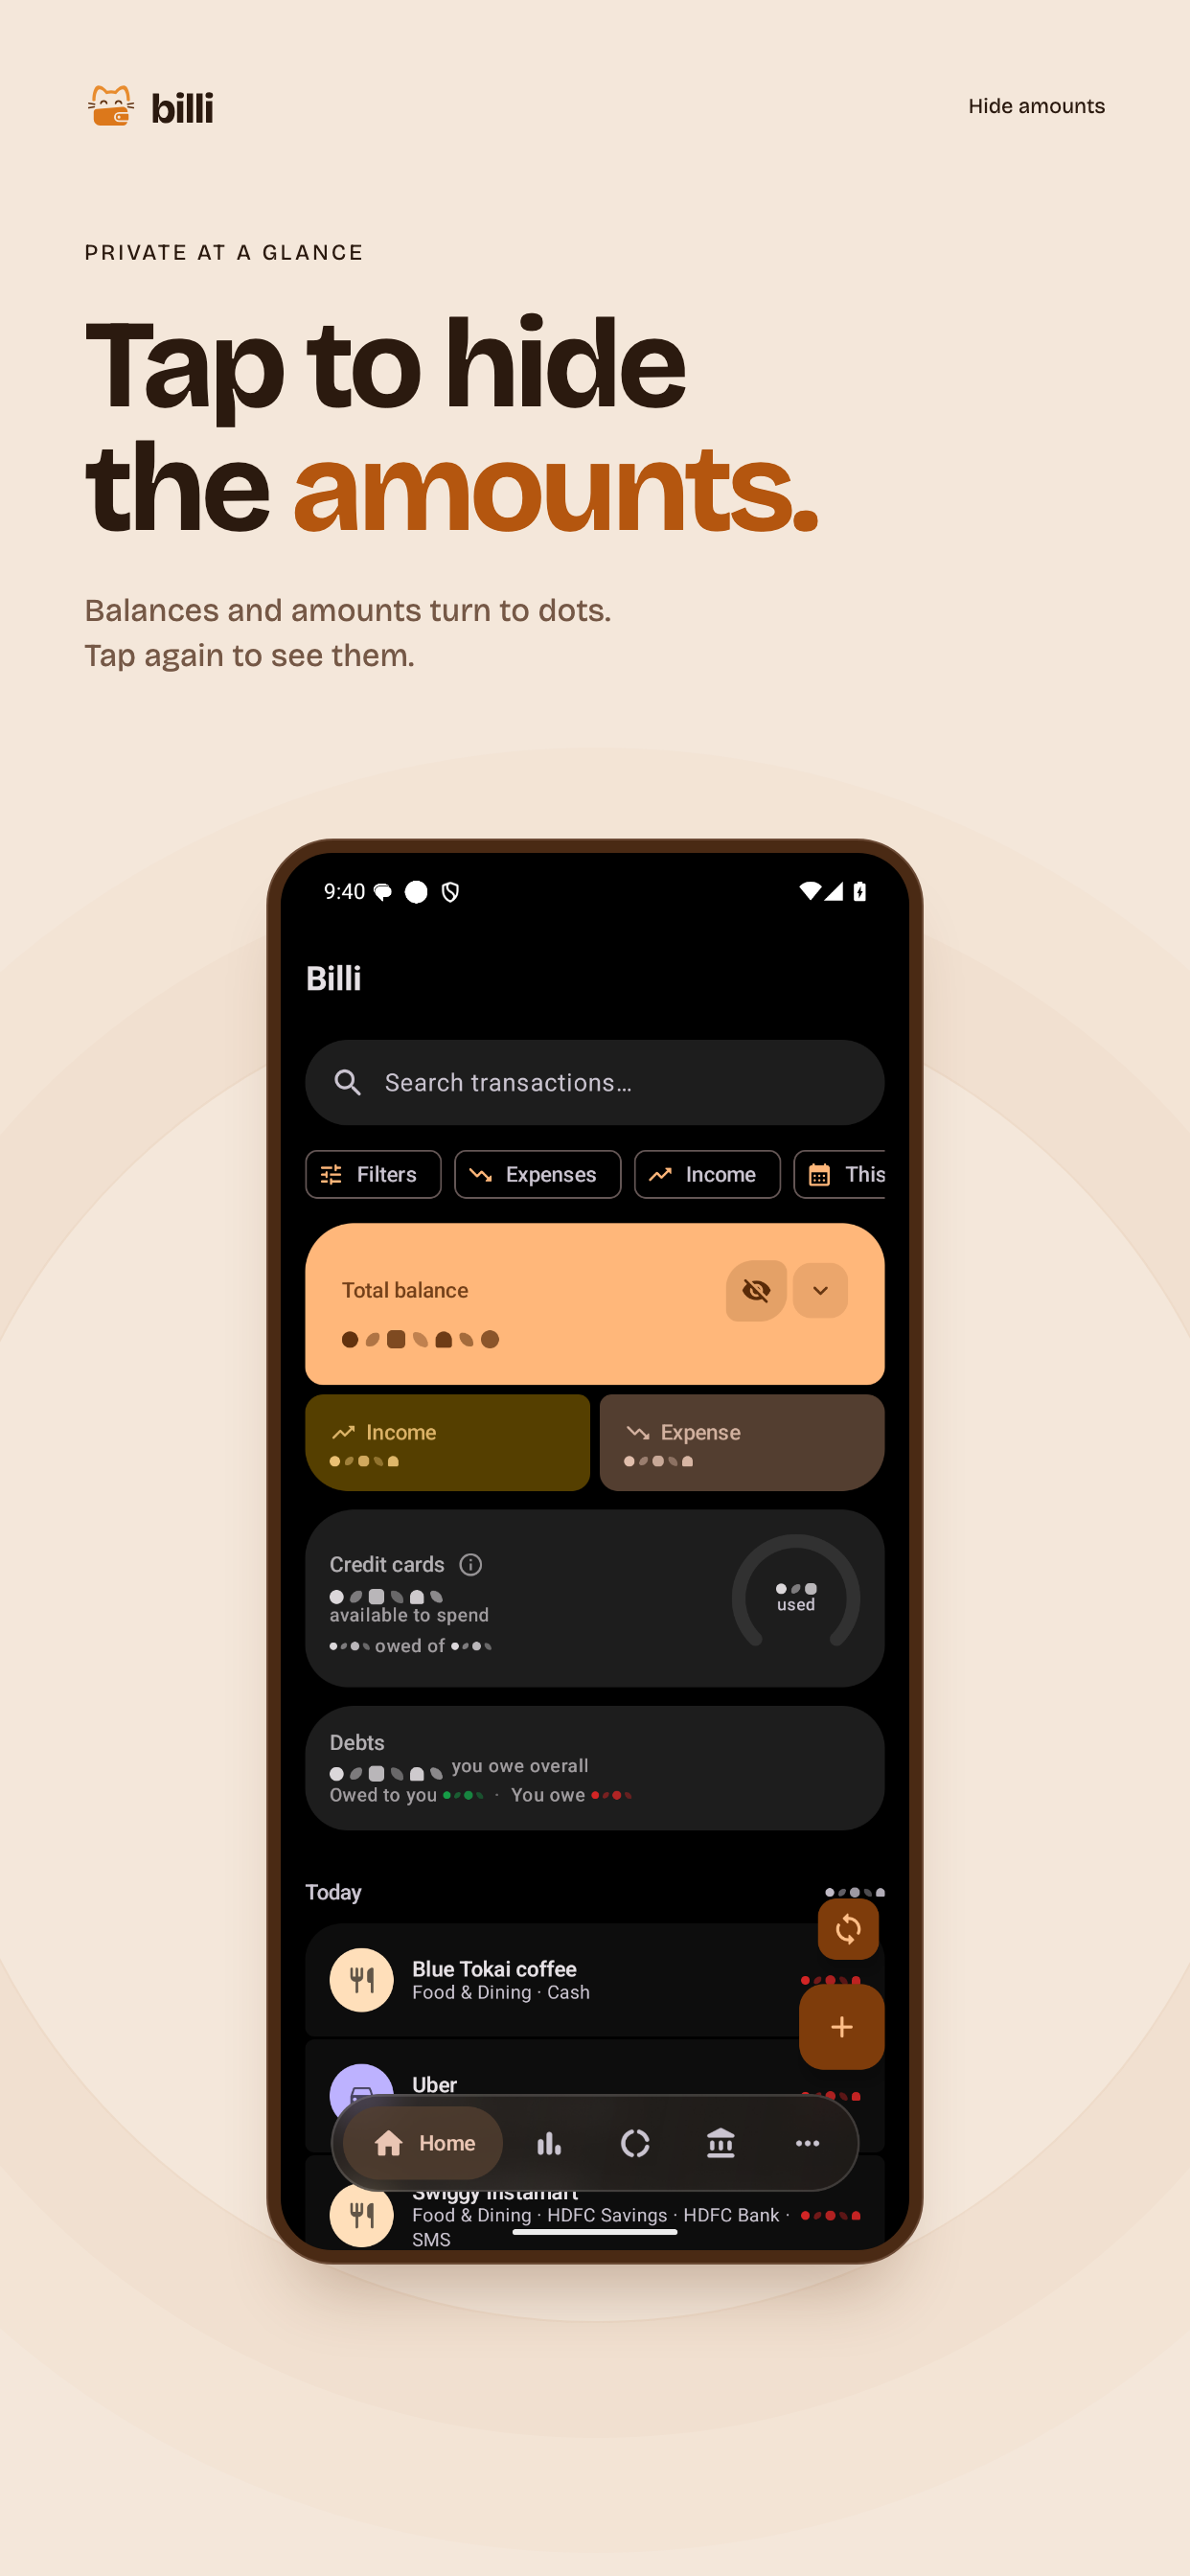 billi
Hide amounts
PRIVATE AT A GLANCE
Tap to hide
the amounts.
Balances and amounts turn to dots.
Tap again to see them.
9:40
Billi
Search transactions...
Filters
Expenses
Income
This
Total balance
Income
Expense
Credit cards
available to spend
owed of
used
Debts
you owe overall
Owed to you · You owe
Today
Blue Tokai coffee
Food & Dining · Cash
Uber
Home
Swiggy Instamart
Food & Dining · HDFC Savings · HDFC Bank ·
SMS